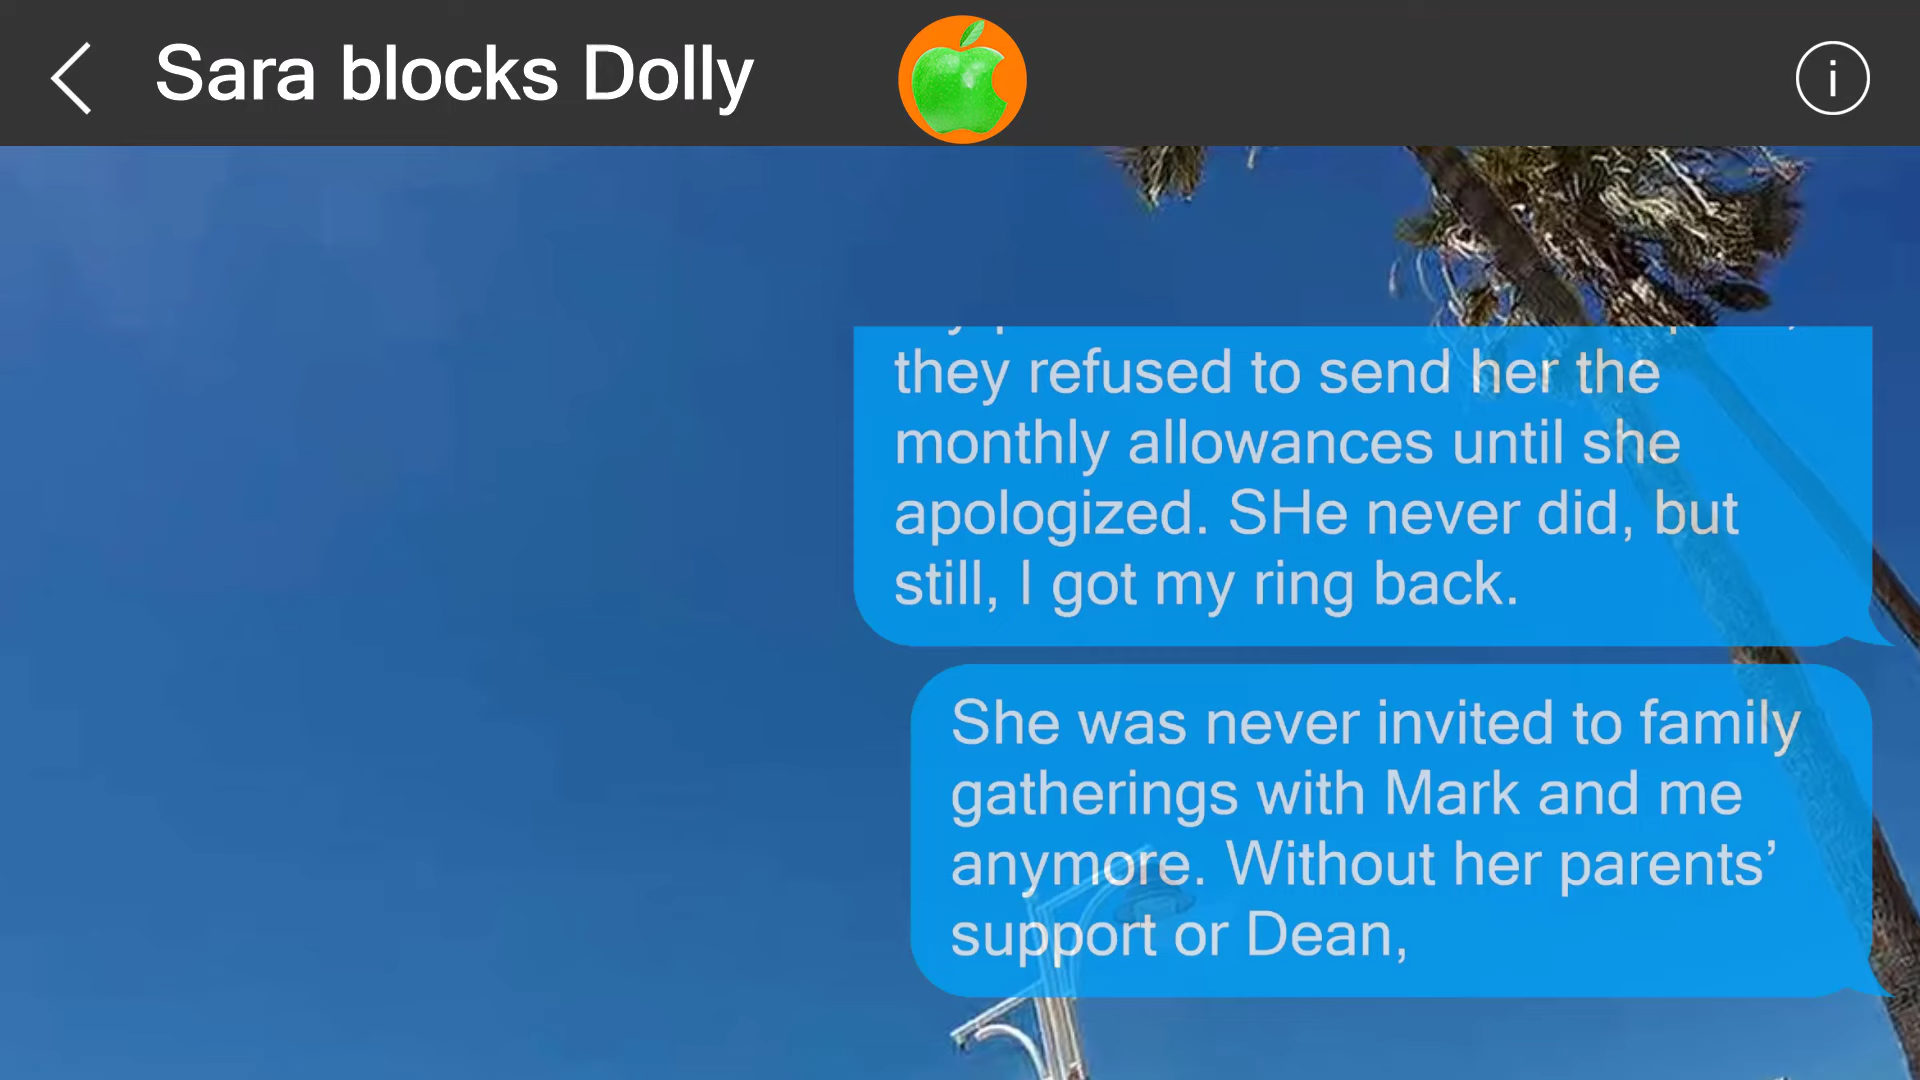 Sara blocks Dolly
they refused to send her the
monthly allowances until she
apologized. SHe never did, but
still, I got my ring back.
She was never invited to family
gatherings with Mark and me
anymore. Without her parents’
support or Dean,